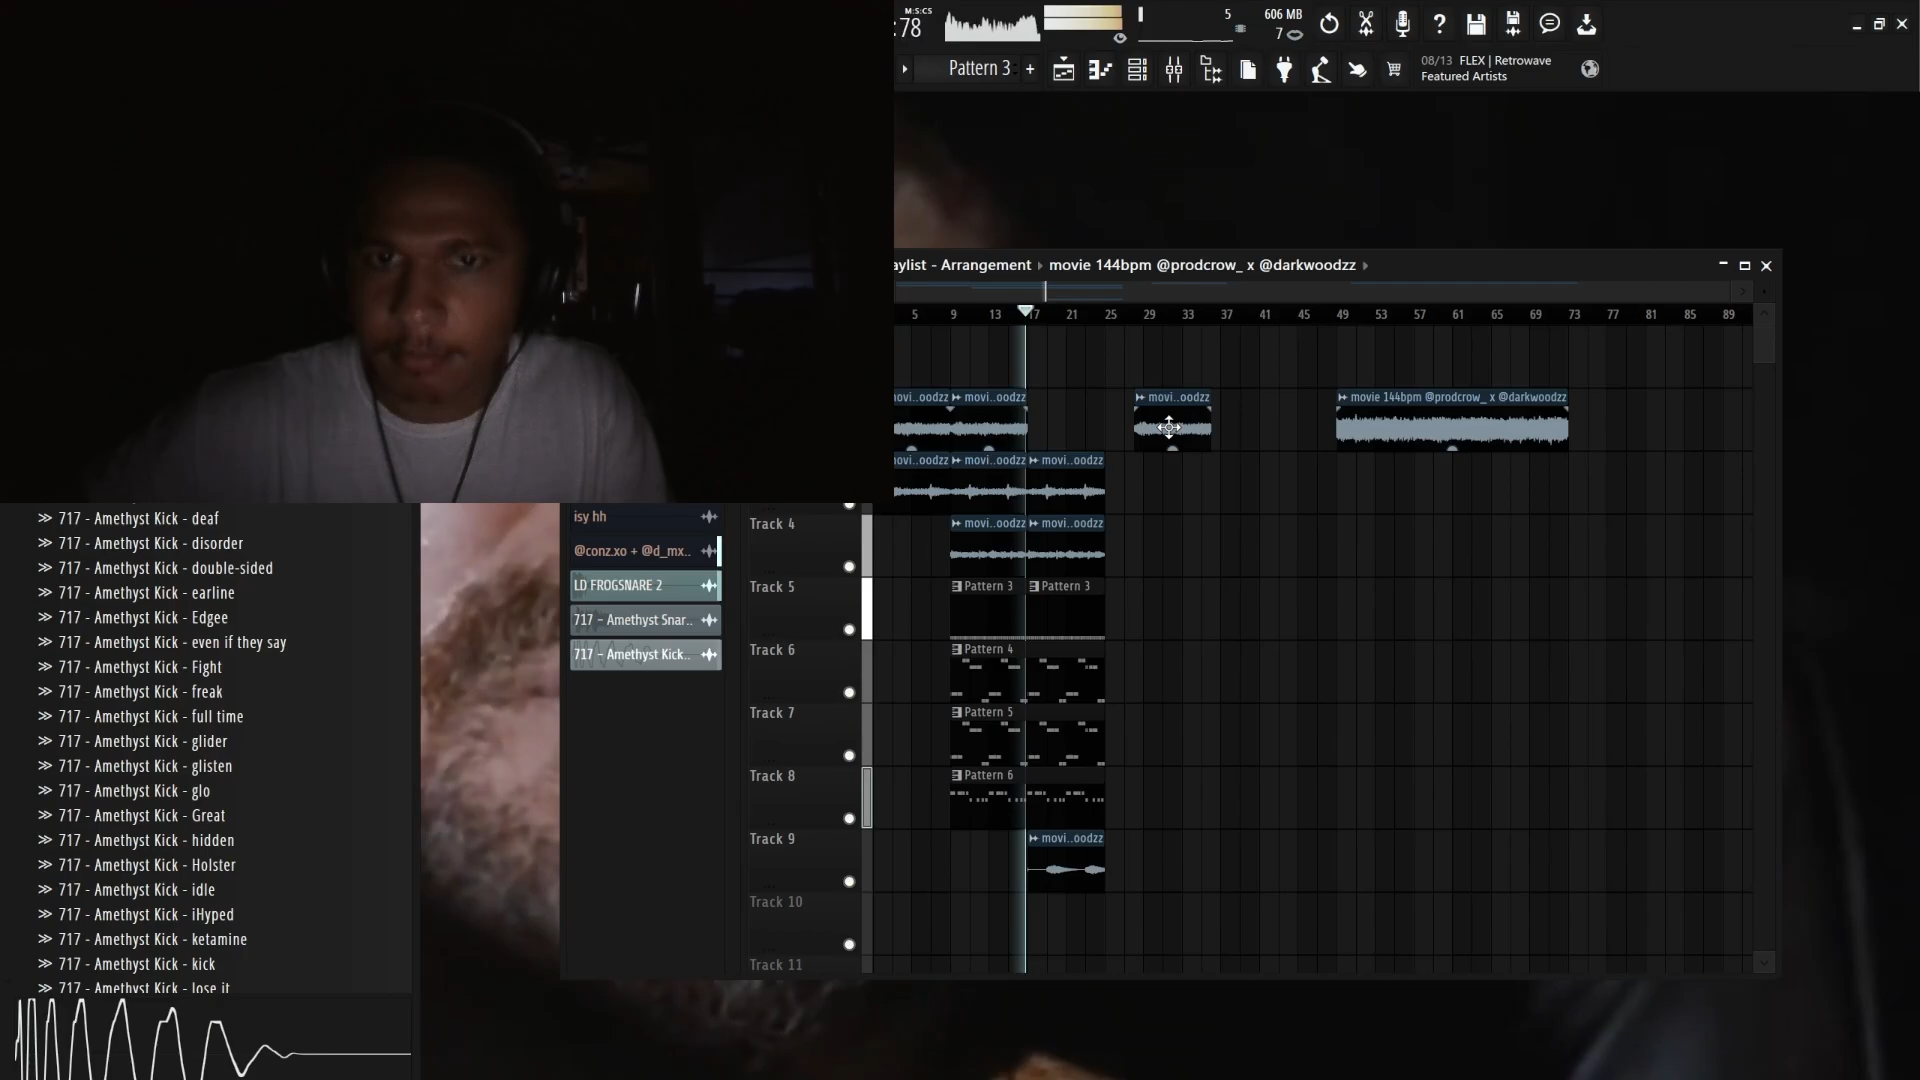 M:S:CS
:78
5
606 MB
7
Pattern 3
+
08/13 FLEX | Retrowave
Featured Artists
aylist - Arrangement ▸ movie 144bpm @prodcrow_ x @darkwoodzz ▸
5 9 13 17 21 25 29 33 37 41 45 49 53 57 61 65 69 73 77 81 85 89
ovi..oodzz movi..oodzz movi..oodzz movie 144bpm @prodcrow_ x @darkwoodzz
ovi..oodzz movi..oodzz movi..oodzz
Track 4 movi..oodzz movi..oodzz
Track 5 Pattern 3 Pattern 3
Track 6 Pattern 4
Track 7 Pattern 5
Track 8 Pattern 6
Track 9 movi..oodzz
Track 10
Track 11
isy hh
@conz.xo + @d_mx..
LD FROGSNARE 2
717 - Amethyst Snar..
717 - Amethyst Kick..
717 - Amethyst Kick - deaf
717 - Amethyst Kick - disorder
717 - Amethyst Kick - double-sided
717 - Amethyst Kick - earline
717 - Amethyst Kick - Edgee
717 - Amethyst Kick - even if they say
717 - Amethyst Kick - Fight
717 - Amethyst Kick - freak
717 - Amethyst Kick - full time
717 - Amethyst Kick - glider
717 - Amethyst Kick - glisten
717 - Amethyst Kick - glo
717 - Amethyst Kick - Great
717 - Amethyst Kick - hidden
717 - Amethyst Kick - Holster
717 - Amethyst Kick - idle
717 - Amethyst Kick - iHyped
717 - Amethyst Kick - ketamine
717 - Amethyst Kick - kick
717 - Amethyst Kick - lose it